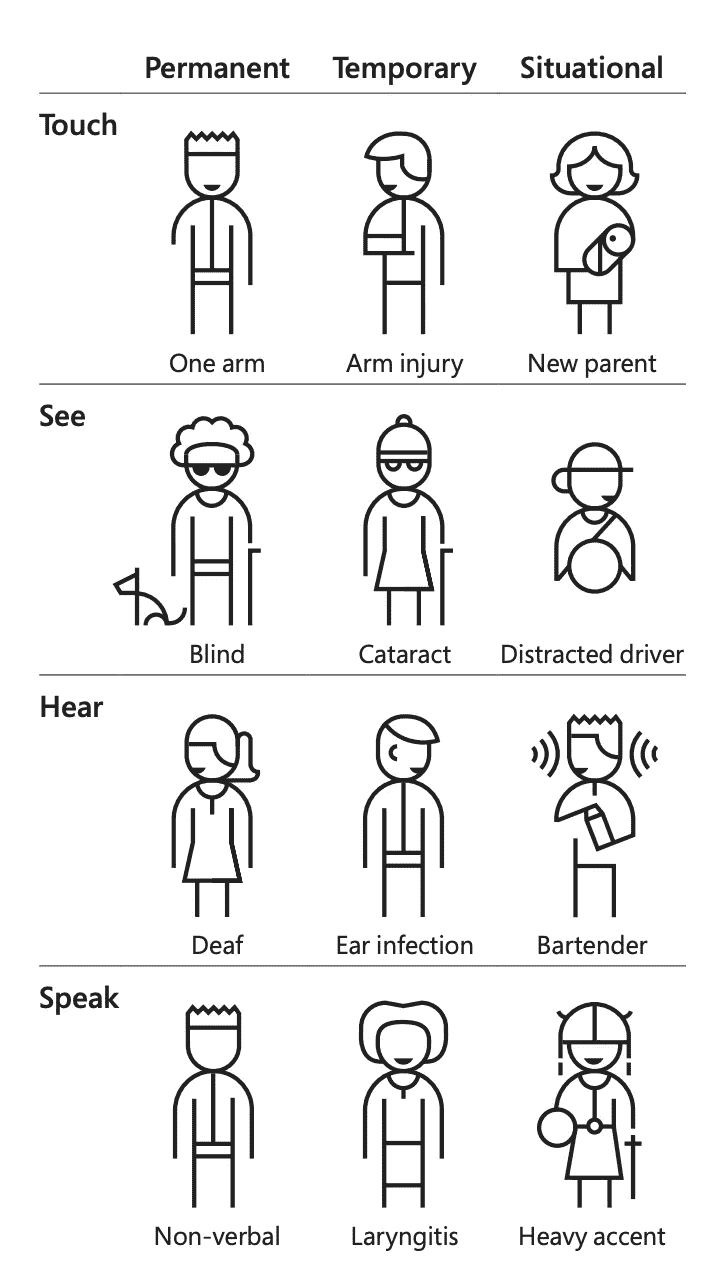 Permanent Temporary Situational
Touch
One arm Arm injury New parent
See
Blind Cataract Distracted driver
Hear
Deaf Ear infection Bartender
Speak
Non-verbal Laryngitis Heavy accent